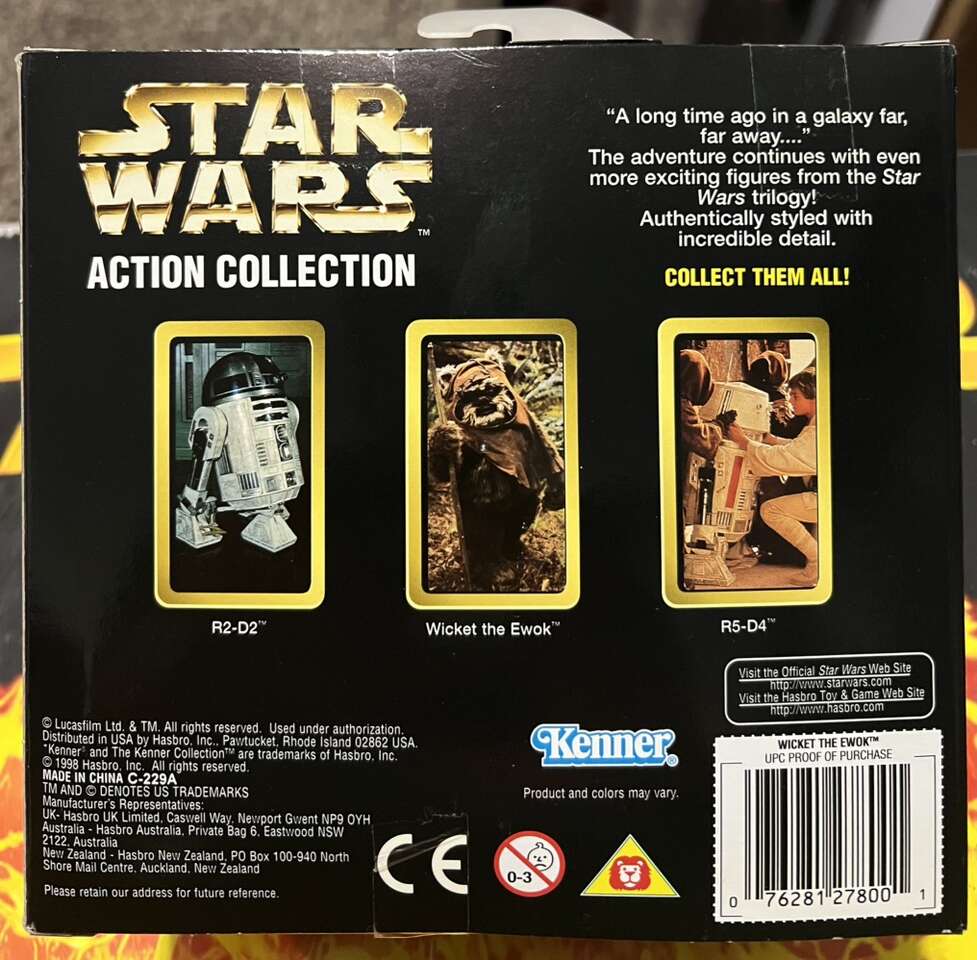 STAR
WARS™
ACTION COLLECTION
“A long time ago in a galaxy far,
far away....”
The adventure continues with even
more exciting figures from the Star
Wars trilogy!
Authentically styled with
incredible detail.
COLLECT THEM ALL!
R2-D2™
Wicket the Ewok™
R5-D4™
Visit the Official Star Wars Web Site
http://www.starwars.com
Visit the Hasbro Toy & Game Web Site
http://www.hasbro.com
© Lucasfilm Ltd. & TM. All rights reserved. Used under authorization.
Distributed in USA by Hasbro, Inc., Pawtucket, Rhode Island 02862 USA.
"Kenner® and The Kenner Collection™ are trademarks of Hasbro, Inc.
© 1998 Hasbro, Inc. All rights reserved.
MADE IN CHINA C-229A
TM AND © DENOTES US TRADEMARKS
Manufacturer's Representatives:
UK- Hasbro UK Limited, Caswell Way, Newport Gwent NP9 0YH
Australia - Hasbro Australia, Private Bag 6, Eastwood NSW
2122, Australia
New Zealand - Hasbro New Zealand, PO Box 100-940 North
Shore Mail Centre, Auckland, New Zealand
Please retain our address for future reference.
Kenner®
Product and colors may vary.
CE
0-3
WICKET THE EWOK™
UPC PROOF OF PURCHASE
0 76281 27800 1